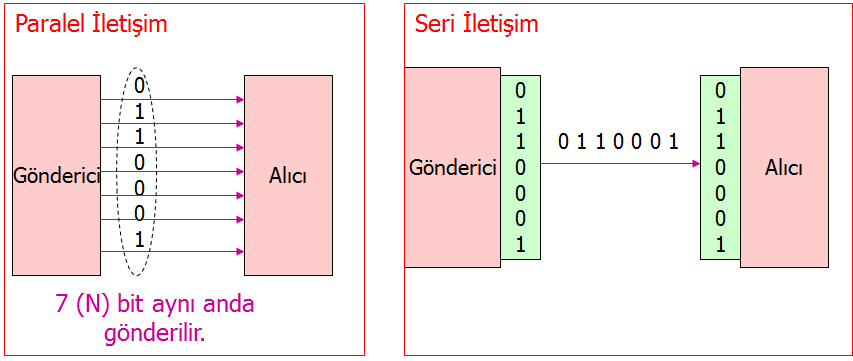 Paralel İletişim
Gönderici
0
1
1
0
0
0
1
Alıcı
7 (N) bit aynı anda
gönderilir.
Seri İletişim
Gönderici
0
1
1
0
0
0
1
0 1 1 0 0 0 1
0
1
1
0
0
0
1
Alıcı